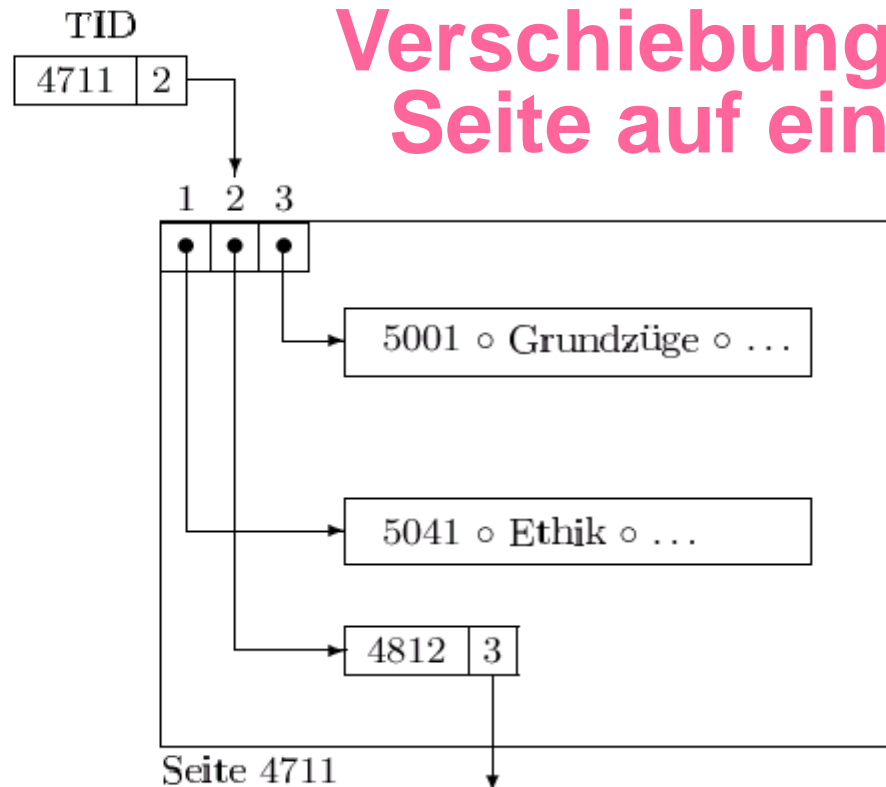 Verschiebung
Seite auf ein
TID
4711 2
1 2 3
5001 ∘ Grundzüge ∘ ...
5041 ∘ Ethik ∘ ...
4812 3
Seite 4711